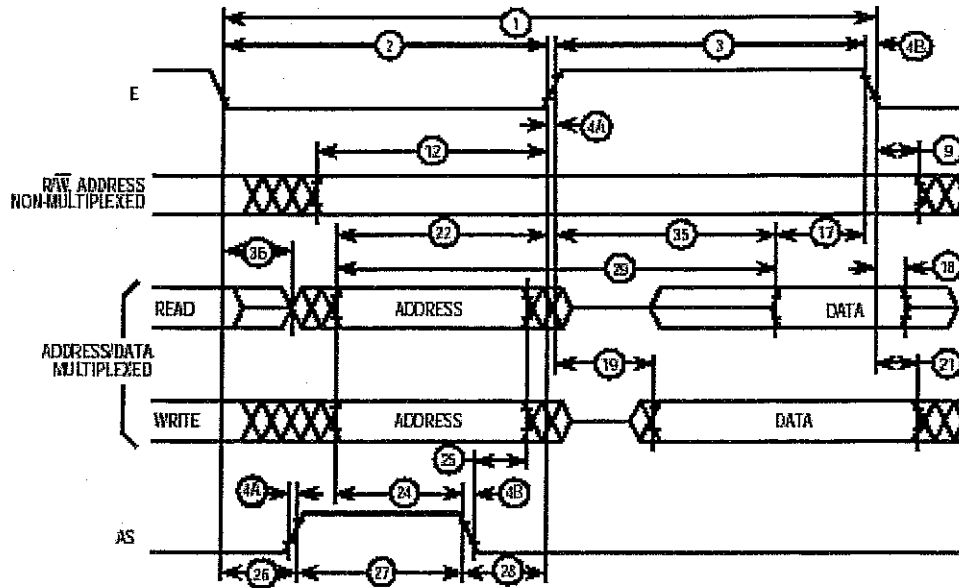 1
2 3 4B
E
4A
12 9
R/W, ADDRESS
NON-MULTIPLEXED
22 35 17
36 29 18
READ ADDRESS DATA
ADDRESS/DATA
MULTIPLEXED
19 21
WRITE ADDRESS DATA
25
4A 24 4B
AS
26 27 28